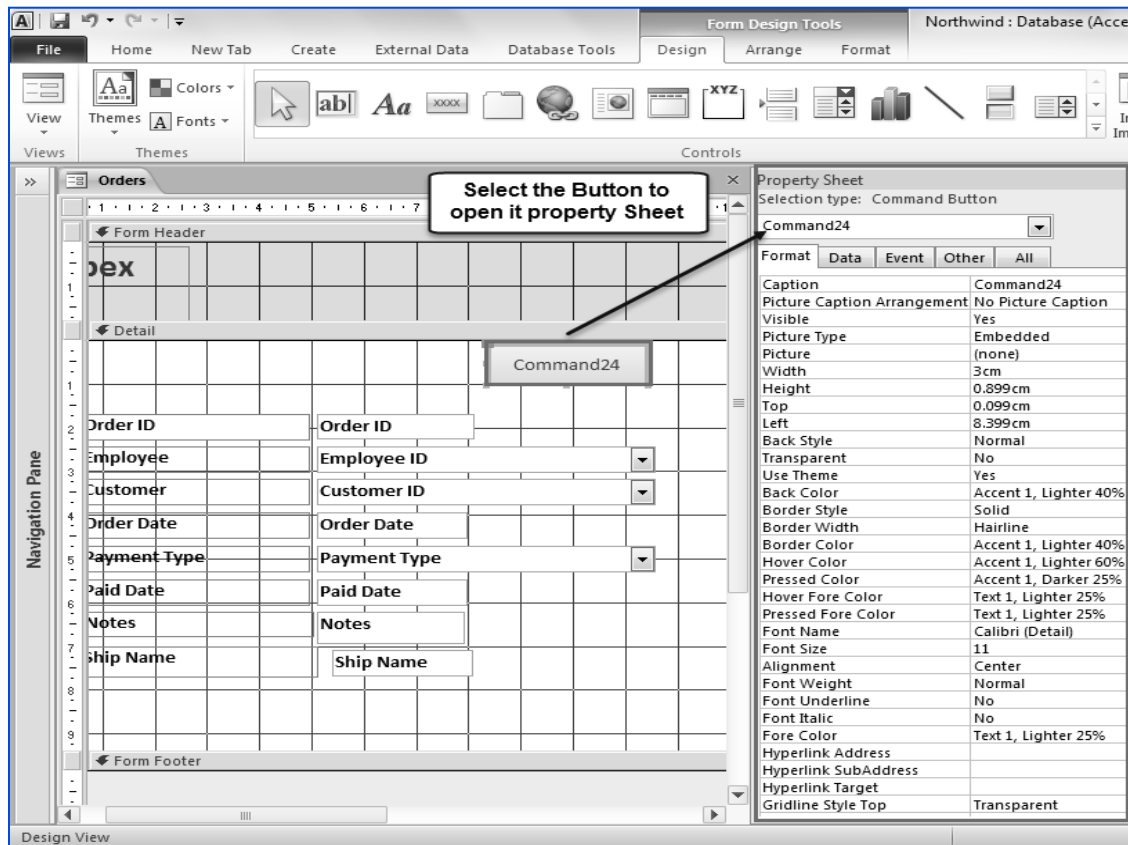 Form Design Tools
Northwind : Database (Acce
File Home New Tab Create External Data Database Tools Design Arrange Format
View
Themes
Aa
Colors
A Fonts
ab|
Aa
XXXX
XYZ
Views
Themes
Controls
Orders
Select the Button to
open it property Sheet
Form Header
pex
Detail
Command24
Order ID Order ID
Employee Employee ID
Customer Customer ID
Order Date Order Date
Payment Type Payment Type
Paid Date Paid Date
Notes Notes
Ship Name Ship Name
Form Footer
Navigation Pane
Property Sheet
Selection type: Command Button
Command24
Format Data Event Other All
Caption Command24
Picture Caption Arrangement No Picture Caption
Visible Yes
Picture Type Embedded
Picture (none)
Width 3cm
Height 0.899cm
Top 0.099cm
Left 8.399cm
Back Style Normal
Transparent No
Use Theme Yes
Back Color Accent 1, Lighter 40%
Border Style Solid
Border Width Hairline
Border Color Accent 1, Lighter 40%
Hover Color Accent 1, Lighter 60%
Pressed Color Accent 1, Darker 25%
Hover Fore Color Text 1, Lighter 25%
Pressed Fore Color Text 1, Lighter 25%
Font Name Calibri (Detail)
Font Size 11
Alignment Center
Font Weight Normal
Font Underline No
Font Italic No
Fore Color Text 1, Lighter 25%
Hyperlink Address
Hyperlink SubAddress
Hyperlink Target
Gridline Style Top Transparent
Design View